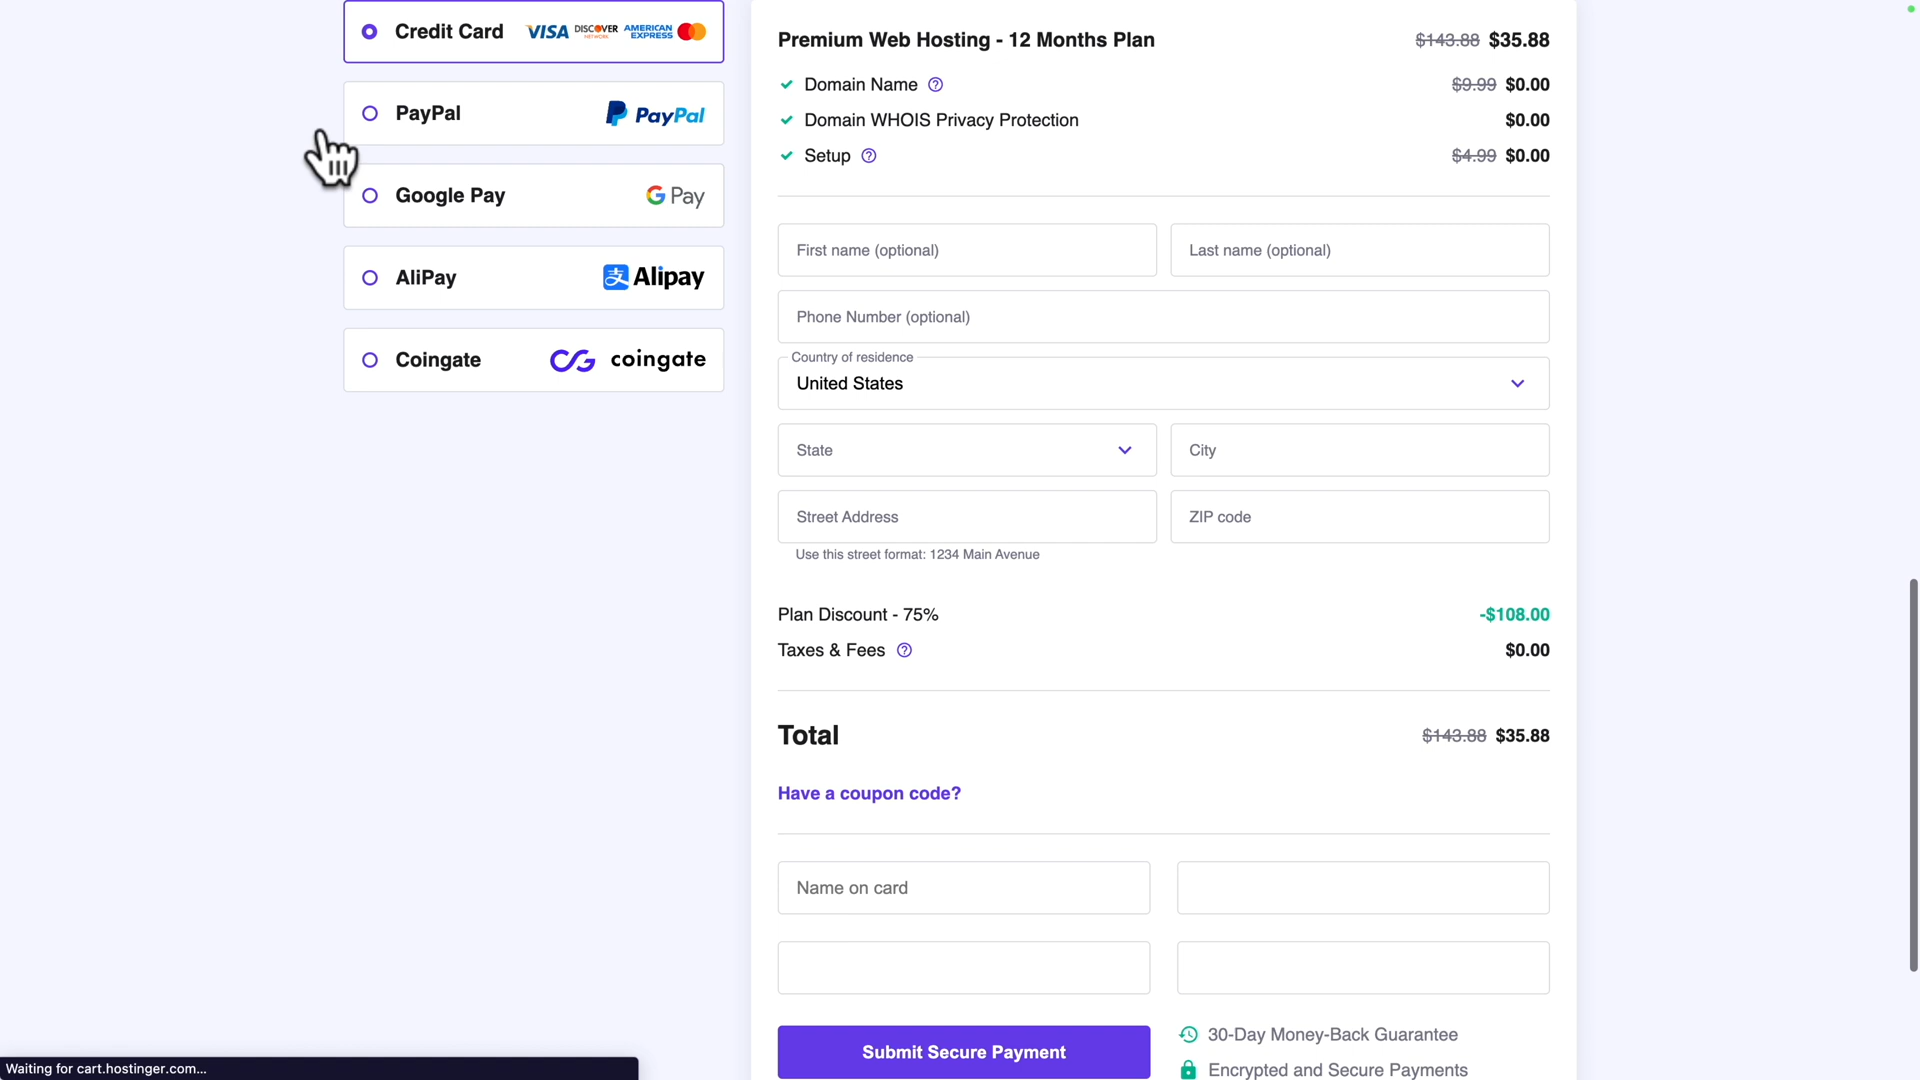 Credit Card VISA DISCOVER NETWORK AMERICAN EXPRESS
PayPal PayPal
Google Pay G Pay
AliPay 支 Alipay
Coingate CG coingate
Premium Web Hosting - 12 Months Plan $143.88 $35.88
Domain Name ? $9.99 $0.00
Domain WHOIS Privacy Protection $0.00
Setup ? $4.99 $0.00
First name (optional) Last name (optional)
Phone Number (optional)
Country of residence
United States
State City
Street Address ZIP code
Use this street format: 1234 Main Avenue
Plan Discount - 75% -$108.00
Taxes & Fees ? $0.00
Total $143.88 $35.88
Have a coupon code?
Name on card
Submit Secure Payment
30-Day Money-Back Guarantee
Encrypted and Secure Payments
Waiting for cart.hostinger.com...